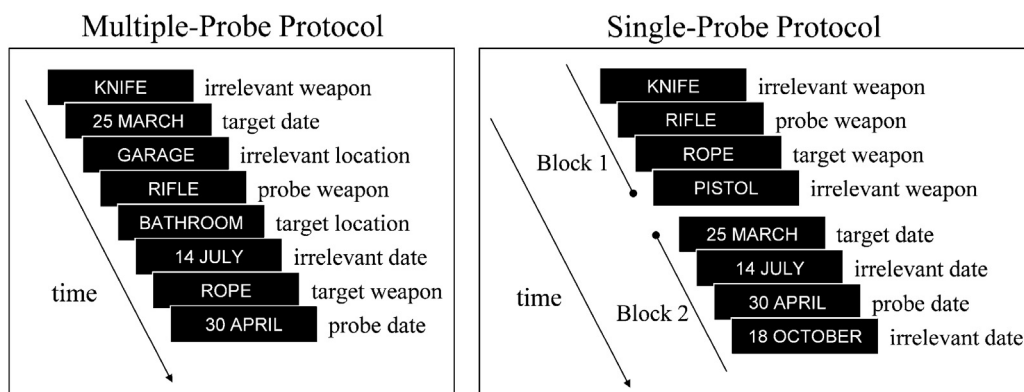 Multiple-Probe Protocol
KNIFE irrelevant weapon
25 MARCH target date
GARAGE irrelevant location
RIFLE probe weapon
BATHROOM target location
14 JULY irrelevant date
time
ROPE target weapon
30 APRIL probe date
Single-Probe Protocol
KNIFE irrelevant weapon
RIFLE probe weapon
Block 1
ROPE target weapon
PISTOL irrelevant weapon
25 MARCH target date
14 JULY irrelevant date
time
30 APRIL probe date
Block 2
18 OCTOBER irrelevant date